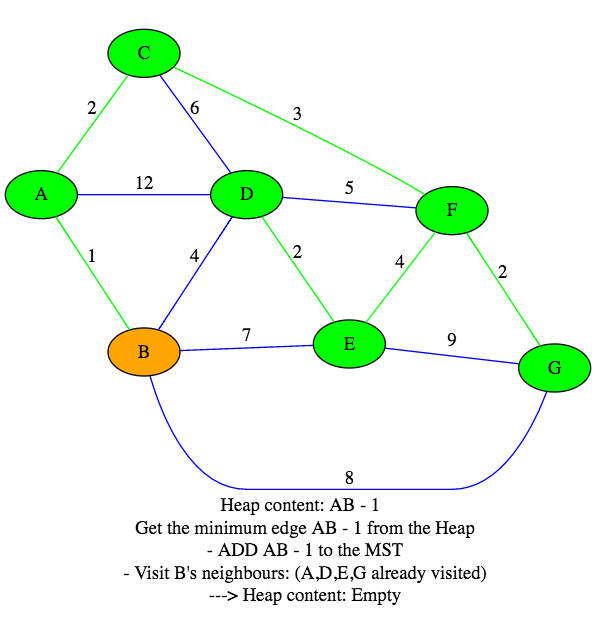 C
2
6
3
A
12
D
5
F
1
4
2
4
2
B
7
E
9
G
8
Heap content: AB - 1
Get the minimum edge AB - 1 from the Heap
- ADD AB - 1 to the MST
- Visit B's neighbours: (A,D,E,G already visited)
---> Heap content: Empty